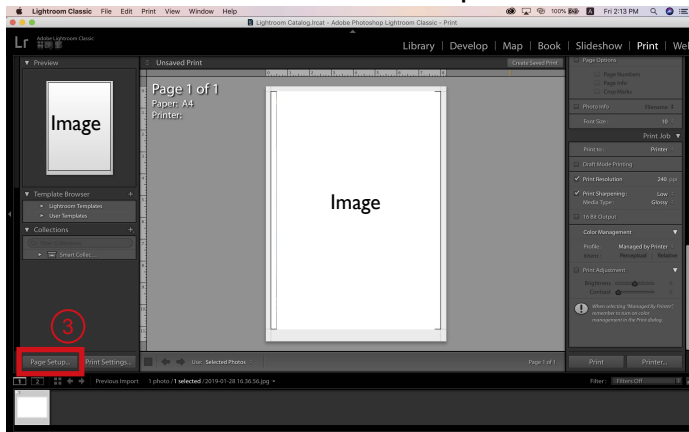 Lightroom Classic File Edit Print View Window Help
100%
Fri 2:13 PM
Lightroom Catalog.lrcat - Adobe Photoshop Lightroom Classic - Print
Lr Adobe Lightroom Classic
Library | Develop | Map | Book | Slideshow | Print | We
Preview
Image
Template Browser +
Lightroom Templates
User Templates
Collections +
Smart Collec...
3
Page Setup... Print Settings...
Unsaved Print
Create Saved Print
Page 1 of 1
Paper: A4
Printer:
Image
Use: Selected Photos
Page 1 of 1
Page Options
Page Numbers
Page Info
Crop Marks
Photo Info Filename
Font Size: 10
Print Job
Print to: Printer
Draft Mode Printing
Print Resolution 240 ppi
Print Sharpening: Low
Media Type: Glossy
16 Bit Output
Color Management
Profile: Managed by Printer
Intent: Perceptual Relative
Print Adjustment
Brightness
Contrast
When selecting "Managed By Printer",
remember to turn on color
management in the Print dialog.
Print Printer...
1 2 Previous Import 1 photo / 1 selected / 2019-01-28 16.36.56.jpg
Filter: Filters Off